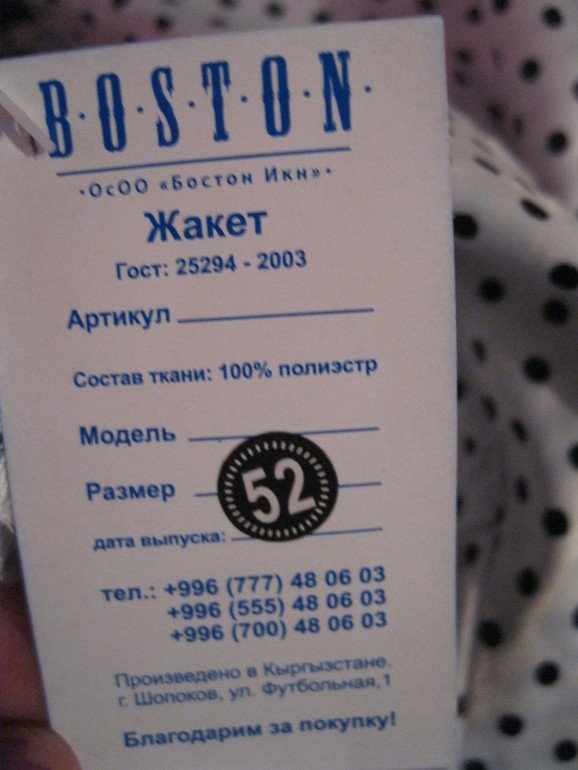 B·O·S·T·O·N·
·ОсОО «Бостон Икн»·
Жакет
Гост: 25294 - 2003
Артикул
Состав ткани: 100% полиэстр
Модель
Размер 52
дата выпуска:
тел.: +996 (777) 48 06 03
+996 (555) 48 06 03
+996 (700) 48 06 03
Произведено в Кыргызстане.
г. Шопоков, ул. Футбольная,1
Благодарим за покупку!